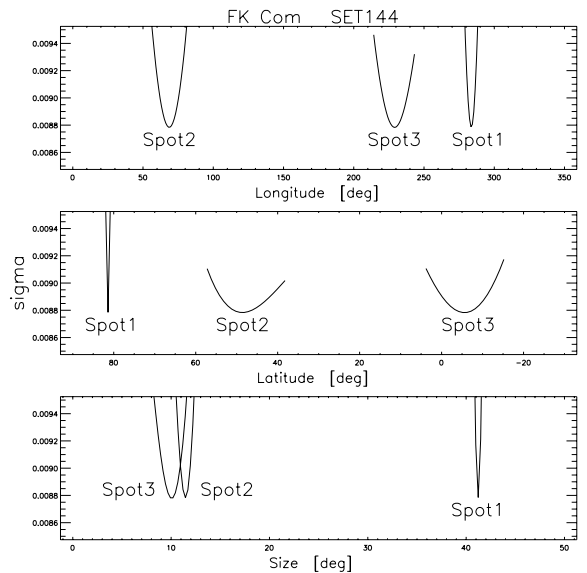 FK Com SET144
0.0094
0.0092
0.0090
0.0088
0.0086
Spot2 Spot3 Spot1
0 50 100 150 200 250 300 350
Longitude [deg]
sigma
0.0094
0.0092
0.0090
0.0088
0.0086
Spot1 Spot2 Spot3
80 60 40 20 0 -20
Latitude [deg]
0.0094
0.0092
0.0090
0.0088
0.0086
Spot3 Spot2
Spot1
0 10 20 30 40 50
Size [deg]